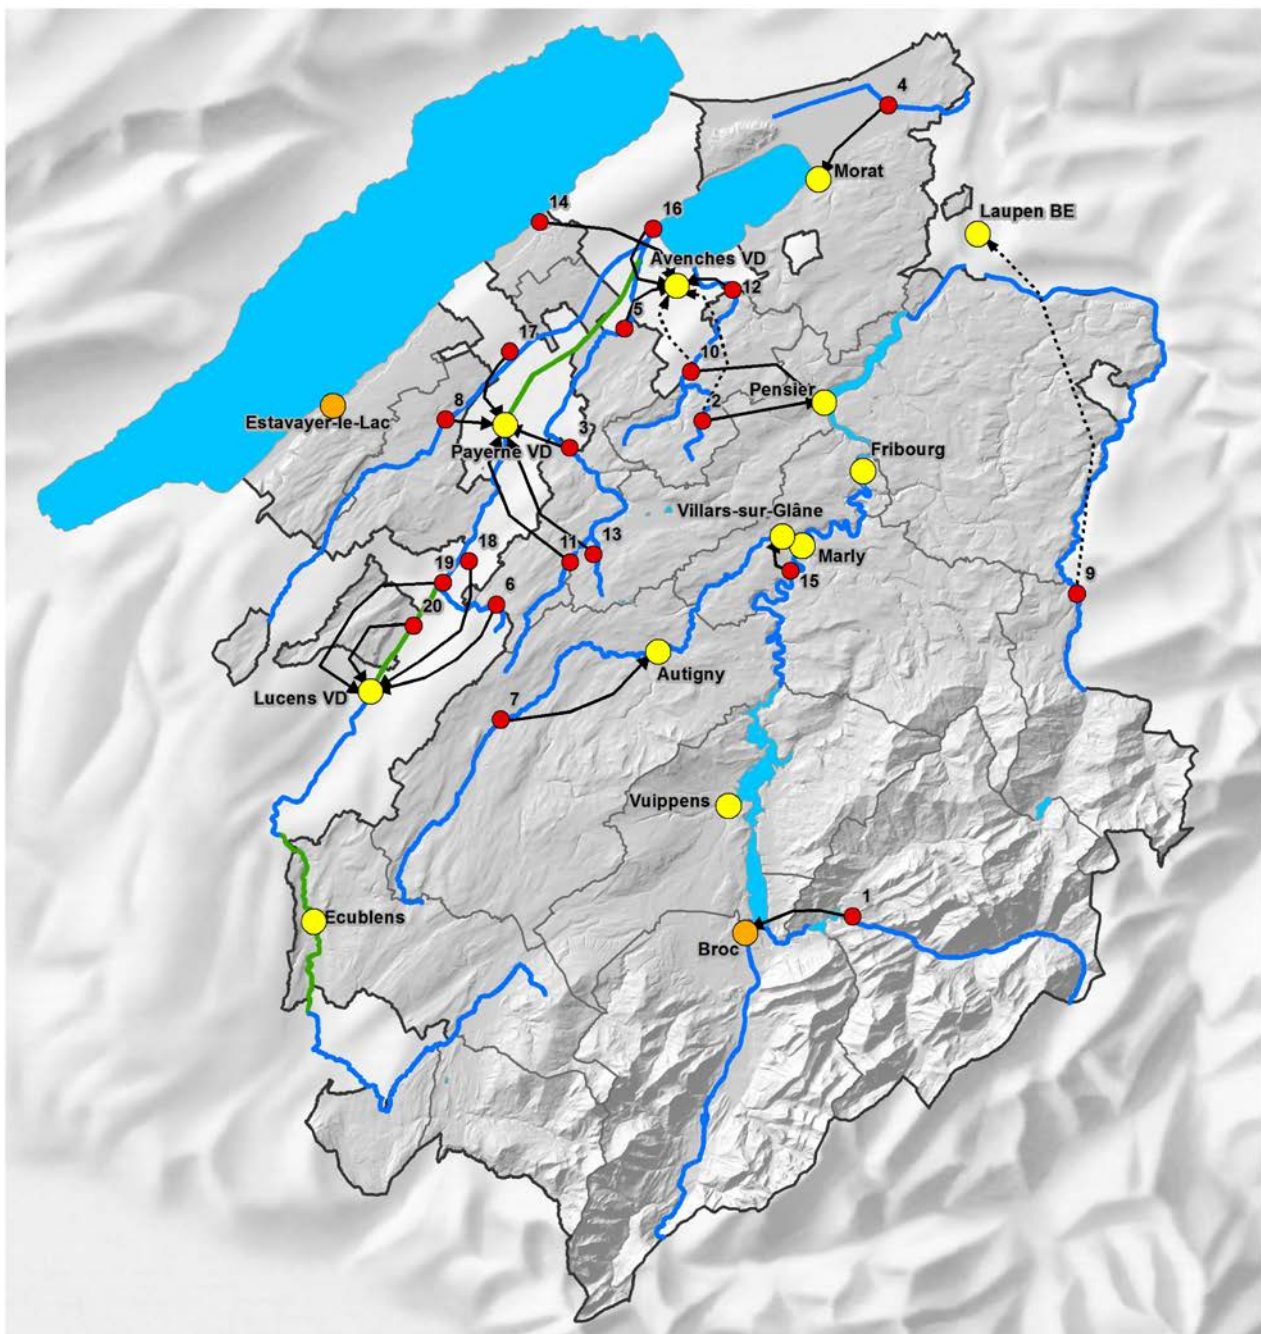 4
Morat
14
16
Laupen BE
Avenches VD
12
5
17
10
Pensier
8
2
Estavayer-le-Lac
3
Payerne VD
Fribourg
Villars-sur-Glâne
18
11
13
Marly
19
15
9
6
20
Autigny
Lucens VD
7
Vuippens
1
Ecublens
Broc